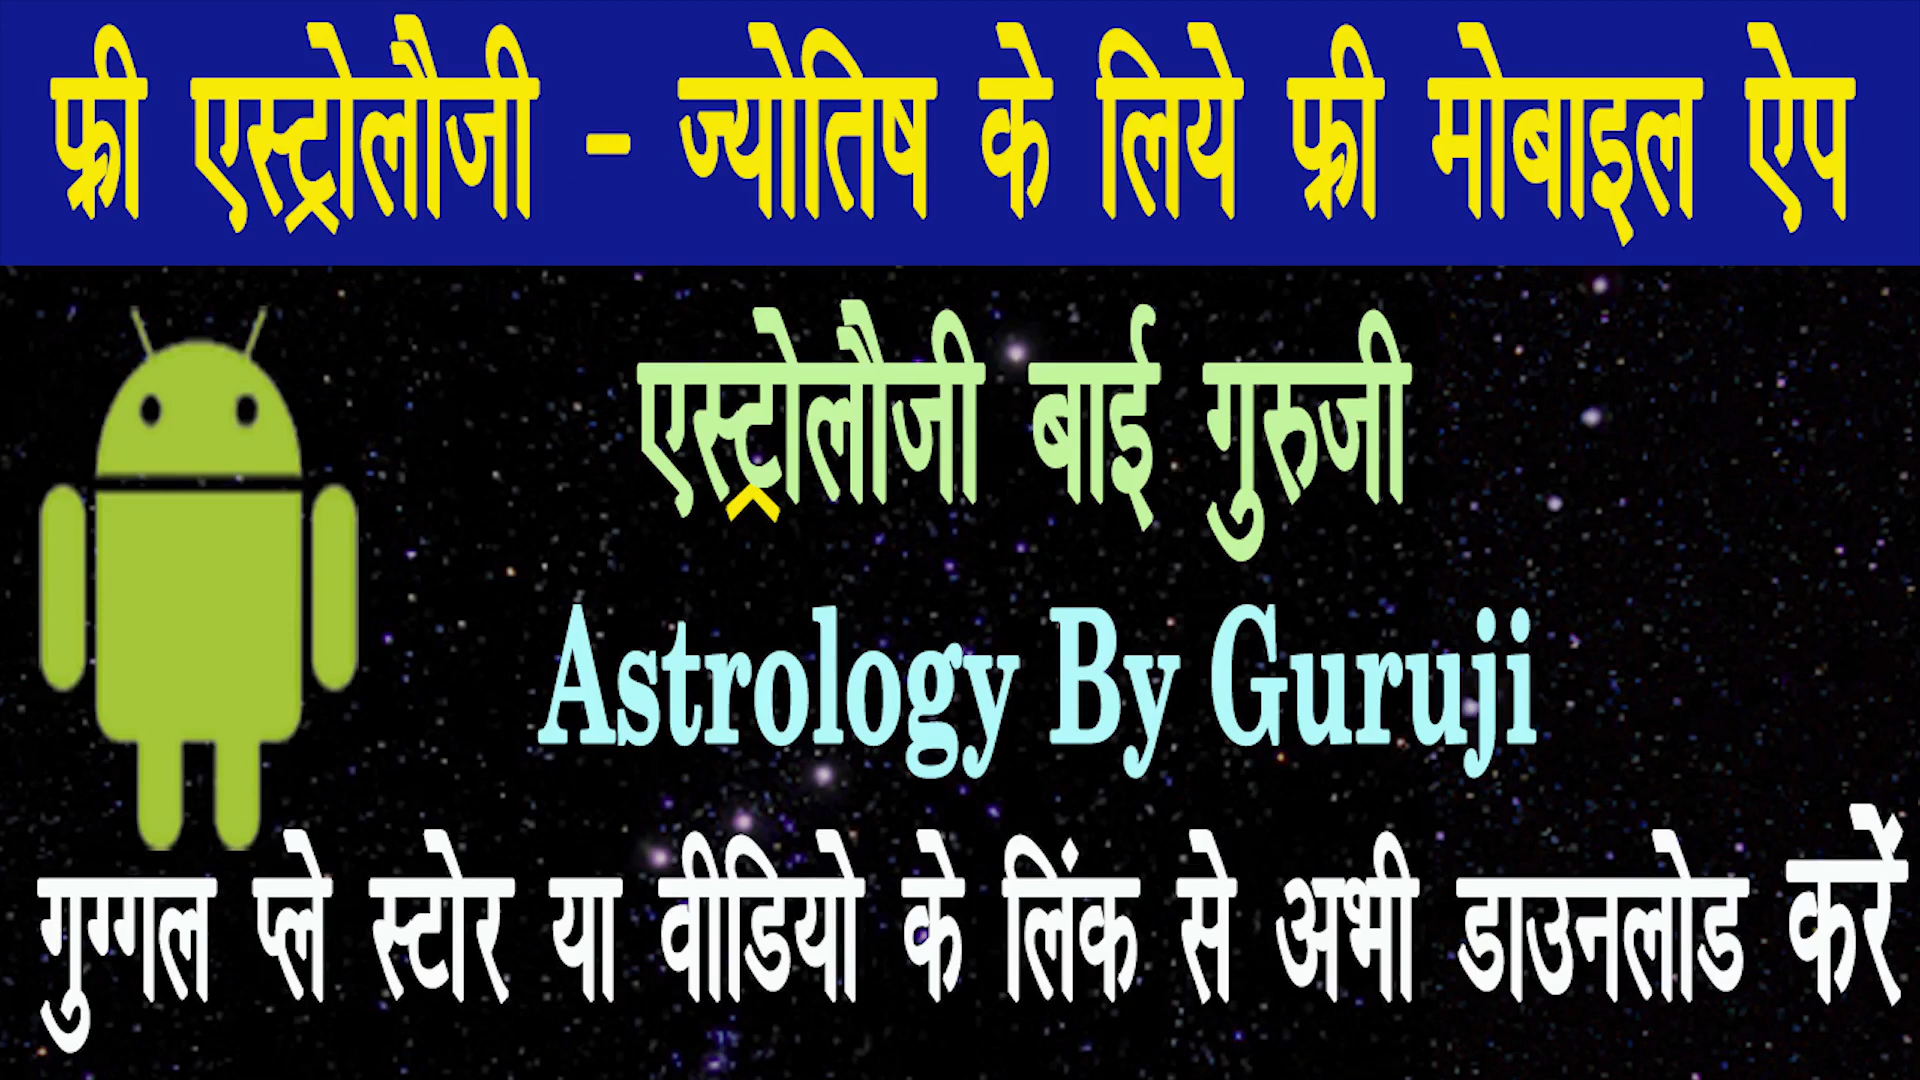 फ्री एस्ट्रोलौजी - ज्योतिष के लिये फ्री मोबाइल ऐप
एस्ट्रोलौजी बाई गुरुजी
Astrology By Guruji
गुग्गल प्ले स्टोर या वीडियो के लिंक से अभी डाउनलोड करें